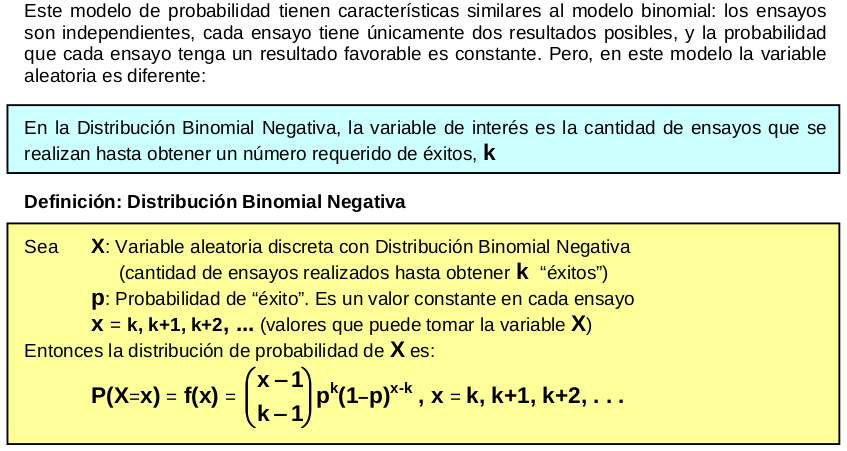 Este modelo de probabilidad tienen características similares al modelo binomial: los ensayos
son independientes, cada ensayo tiene únicamente dos resultados posibles, y la probabilidad
que cada ensayo tenga un resultado favorable es constante. Pero, en este modelo la variable
aleatoria es diferente:
En la Distribución Binomial Negativa, la variable de interés es la cantidad de ensayos que se
realizan hasta obtener un número requerido de éxitos, k
Definición: Distribución Binomial Negativa
Sea X: Variable aleatoria discreta con Distribución Binomial Negativa
(cantidad de ensayos realizados hasta obtener k “éxitos”)
p: Probabilidad de “éxito”. Es un valor constante en cada ensayo
x = k, k+1, k+2, ... (valores que puede tomar la variable X)
Entonces la distribución de probabilidad de X es:
P(X=x) = f(x) = (x – 1 k – 1) p^k(1–p)^x-k , x = k, k+1, k+2, . . .